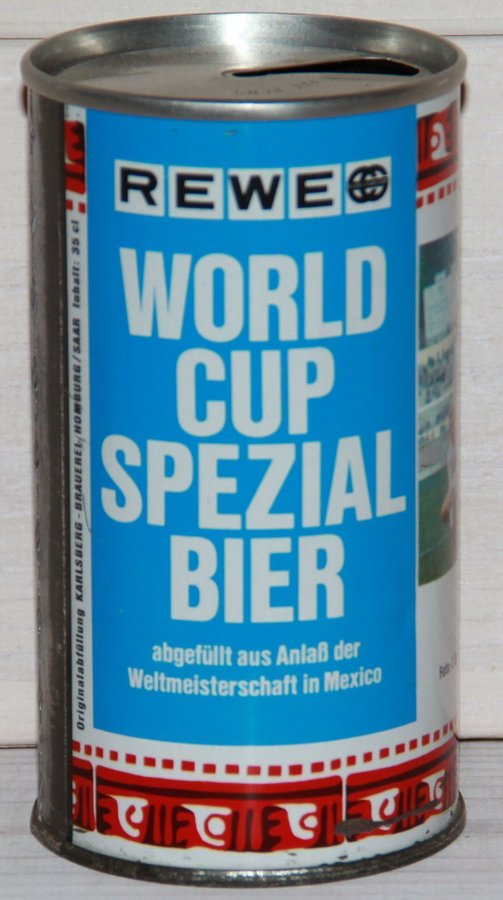 REWE
WORLD
CUP
SPEZIAL
BIER
abgefüllt aus Anlaß der
Weltmeisterschaft in Mexico
Originalabfüllung KARLSBERG-BRAUEREI, HOMBURG/SAAR Inhalt: 35 cl